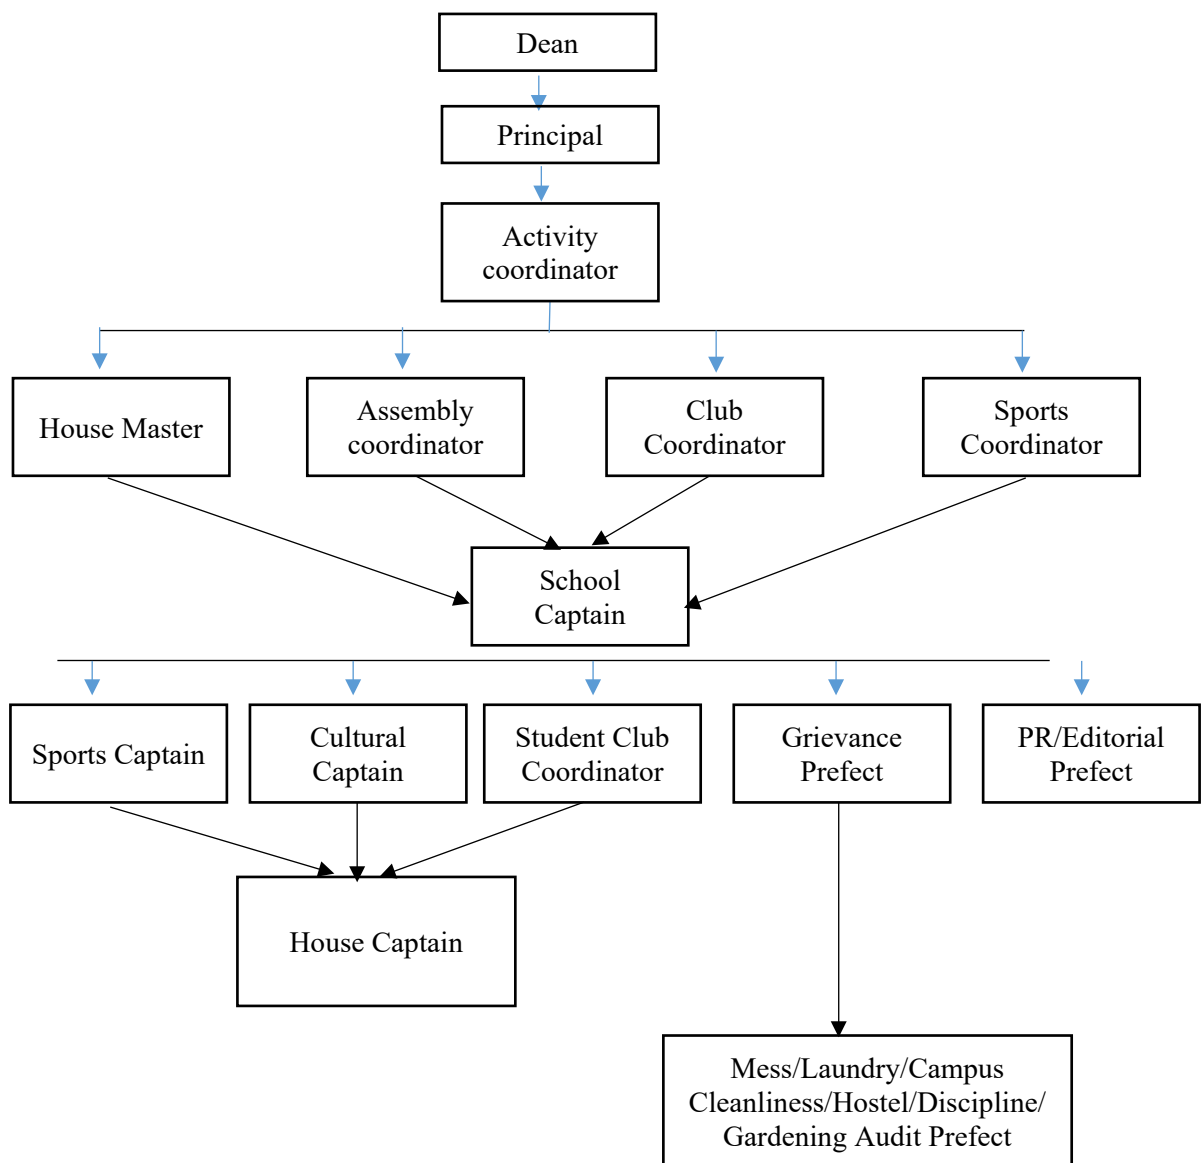 Dean
Principal
Activity
coordinator
House Master
Assembly
coordinator
Club
Coordinator
Sports
Coordinator
School
Captain
Sports Captain
Cultural
Captain
Student Club
Coordinator
Grievance
Prefect
PR/Editorial
Prefect
House Captain
Mess/Laundry/Campus
Cleanliness/Hostel/Discipline/
Gardening Audit Prefect